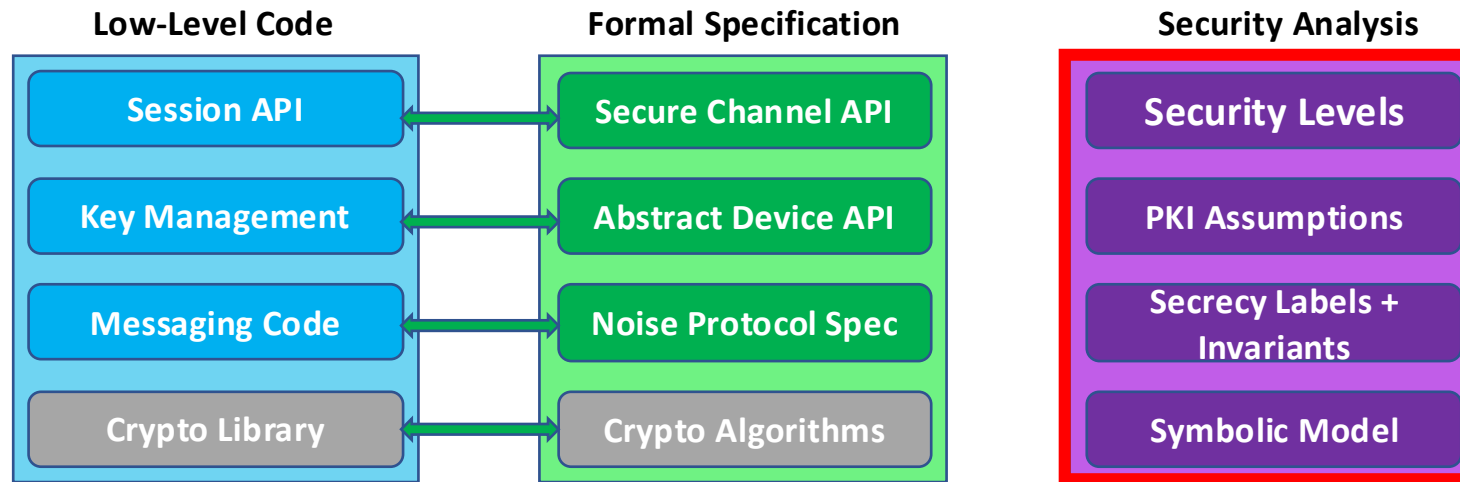 Low-Level Code
Formal Specification
Security Analysis
Session API
Secure Channel API
Security Levels
Key Management
Abstract Device API
PKI Assumptions
Messaging Code
Noise Protocol Spec
Secrecy Labels +
Invariants
Crypto Library
Crypto Algorithms
Symbolic Model